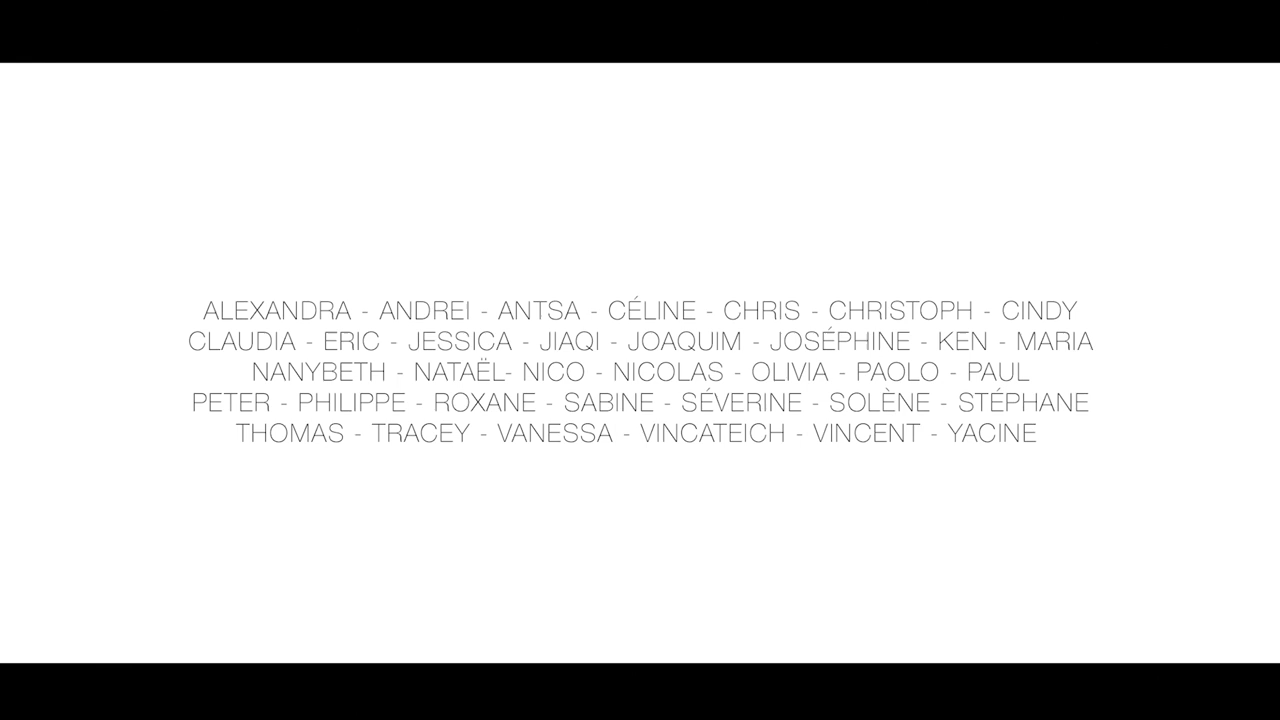 ALEXANDRA - ANDREI - ANTSA - CÉLINE - CHRIS - CHRISTOPH - CINDY
CLAUDIA - ERIC - JESSICA - JIAQI - JOAQUIM - JOSÉPHINE - KEN - MARIA
NANYBETH - NATAËL- NICO - NICOLAS - OLIVIA - PAOLO - PAUL
PETER - PHILIPPE - ROXANE - SABINE - SÉVERINE - SOLÈNE - STÉPHANE
THOMAS - TRACEY - VANESSA - VINCATEICH - VINCENT - YACINE